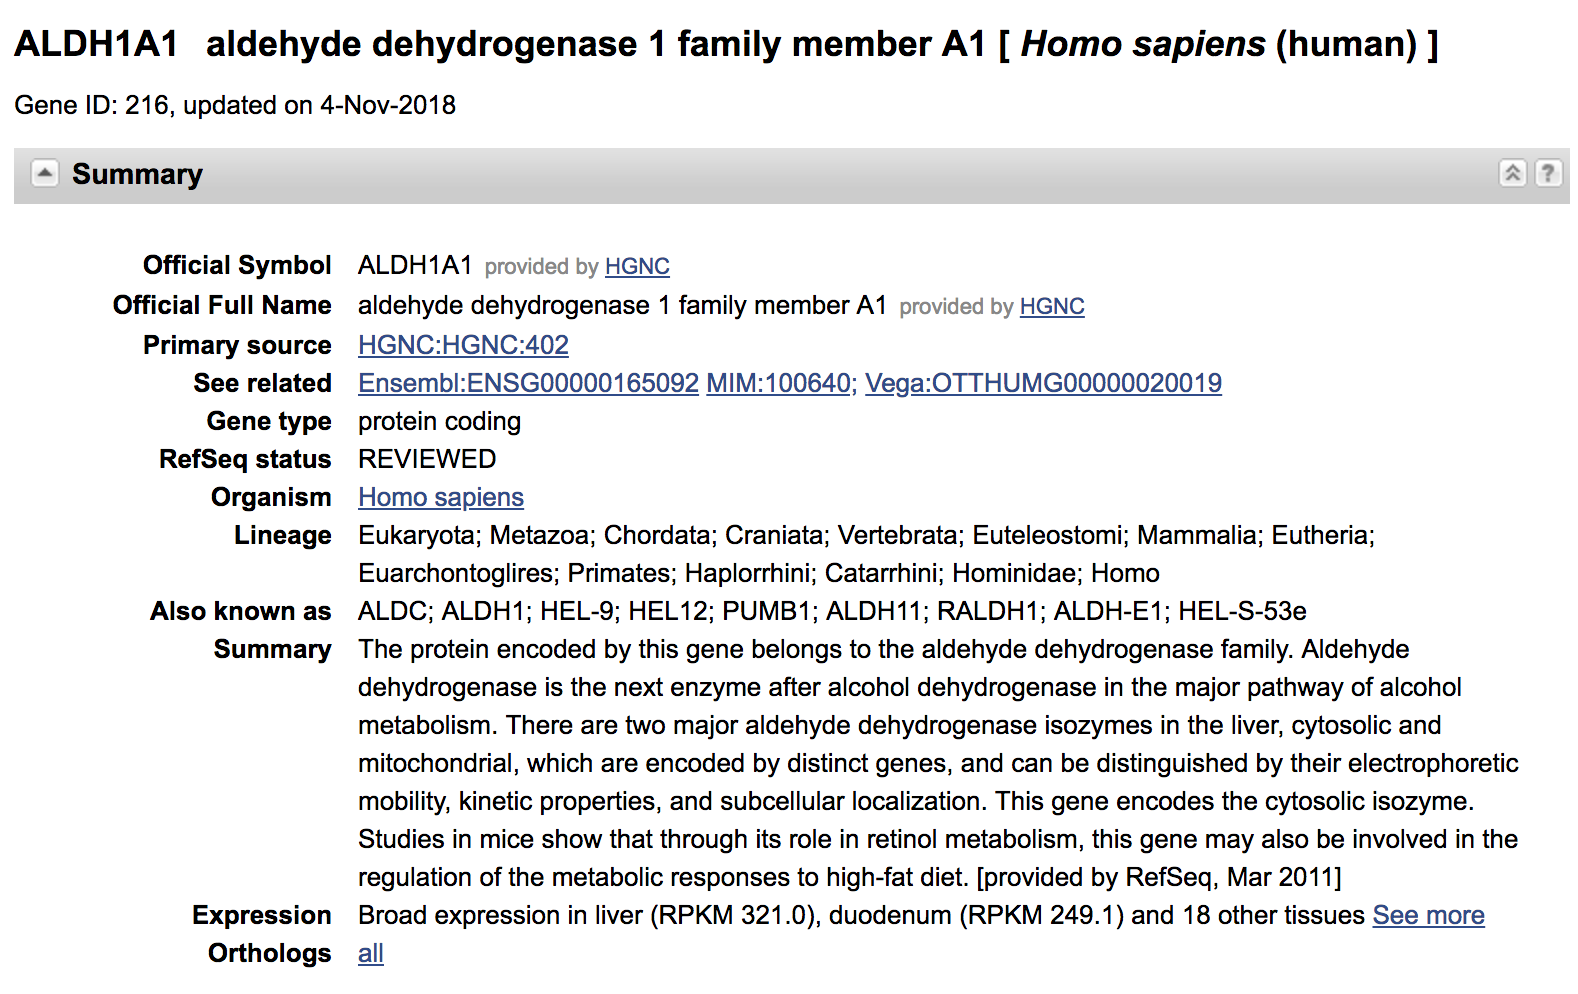 ALDH1A1 aldehyde dehydrogenase 1 family member A1 [ Homo sapiens (human) ]
Gene ID: 216, updated on 4-Nov-2018
Summary ?
Official Symbol ALDH1A1 provided by HGNC
Official Full Name aldehyde dehydrogenase 1 family member A1 provided by HGNC
Primary source HGNC:HGNC:402
See related Ensembl:ENSG00000165092 MIM:100640; Vega:OTTHUMG00000020019
Gene type protein coding
RefSeq status REVIEWED
Organism Homo sapiens
Lineage Eukaryota; Metazoa; Chordata; Craniata; Vertebrata; Euteleostomi; Mammalia; Eutheria;
Euarchontoglires; Primates; Haplorrhini; Catarrhini; Hominidae; Homo
Also known as ALDC; ALDH1; HEL-9; HEL12; PUMB1; ALDH11; RALDH1; ALDH-E1; HEL-S-53e
Summary The protein encoded by this gene belongs to the aldehyde dehydrogenase family. Aldehyde
dehydrogenase is the next enzyme after alcohol dehydrogenase in the major pathway of alcohol
metabolism. There are two major aldehyde dehydrogenase isozymes in the liver, cytosolic and
mitochondrial, which are encoded by distinct genes, and can be distinguished by their electrophoretic
mobility, kinetic properties, and subcellular localization. This gene encodes the cytosolic isozyme.
Studies in mice show that through its role in retinol metabolism, this gene may also be involved in the
regulation of the metabolic responses to high-fat diet. [provided by RefSeq, Mar 2011]
Expression Broad expression in liver (RPKM 321.0), duodenum (RPKM 249.1) and 18 other tissues See more
Orthologs all